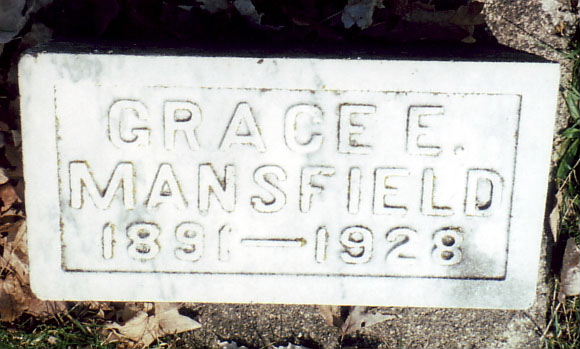 GRACE E.
MANSFIELD
1891—1928